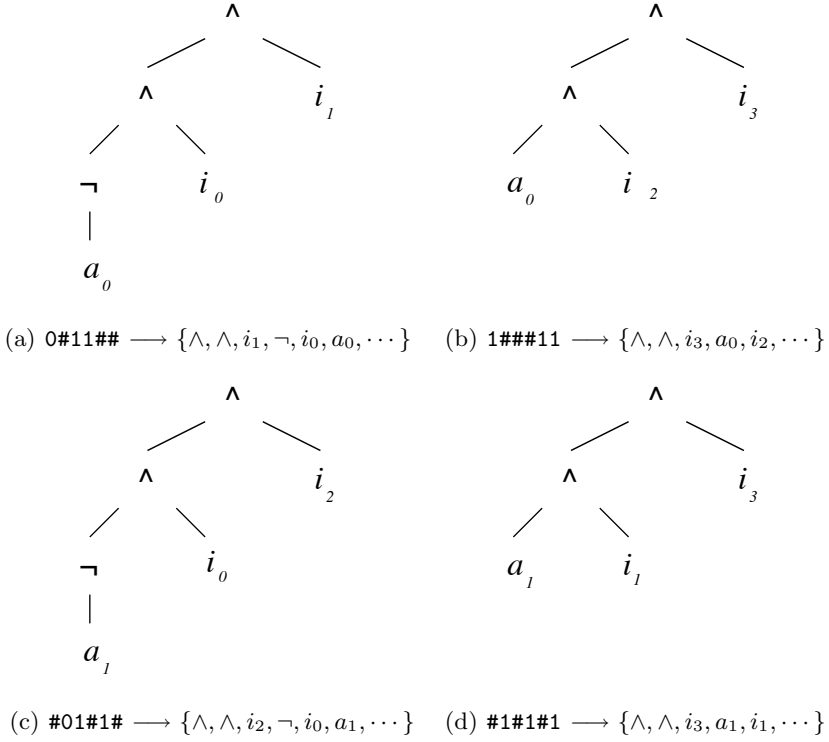 ∧ ∧
∧ i₁ ∧ i₃
¬ i₀ a₀ i₂
a₀
(a) 0#11## ⟶ {∧, ∧, i₁, ¬, i₀, a₀, ⋯} (b) 1###11 ⟶ {∧, ∧, i₃, a₀, i₂, ⋯}
∧ ∧
∧ i₂ ∧ i₃
¬ i₀ a₁ i₁
a₁
(c) #01#1# ⟶ {∧, ∧, i₂, ¬, i₀, a₁, ⋯} (d) #1#1#1 ⟶ {∧, ∧, i₃, a₁, i₁, ⋯}